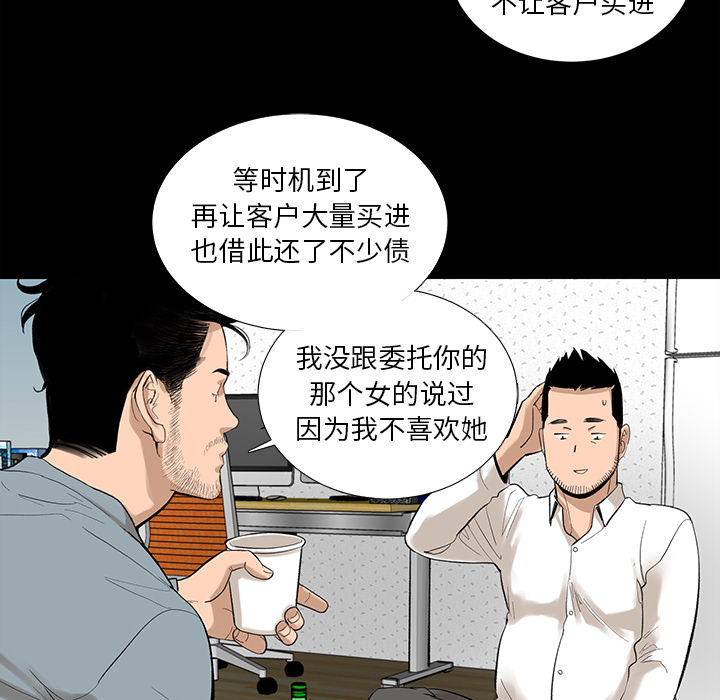 不让客户买进
等时机到了
再让客户大量买进
也借此还了不少债
我没跟委托你的
那个女的说过
因为我不喜欢她